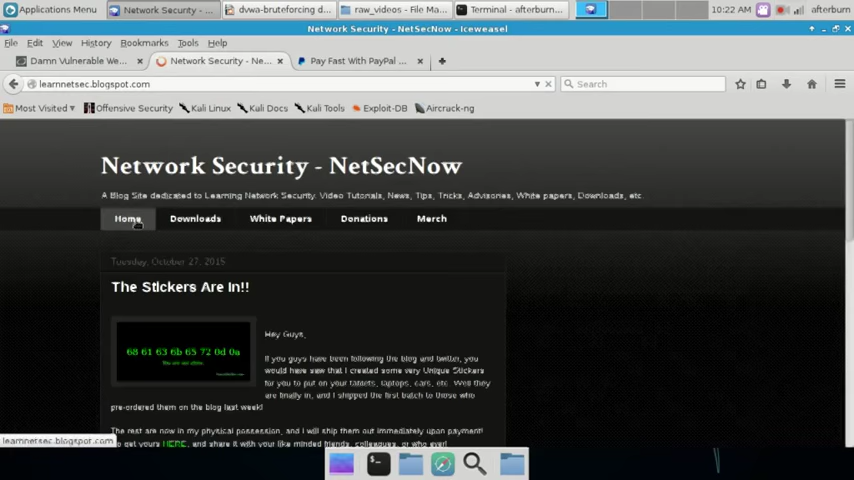 Applications Menu
Network Security - ...
dvwa-bruteforcing d...
raw_videos - File Ma...
Terminal - afterburn...
10:22 AM
afterburn
Network Security - NetSecNow - Iceweasel
File Edit View History Bookmarks Tools Help
Damn Vulnerable We...
Network Security - Ne...
Pay Fast With PayPal ...
learnnetsec.blogspot.com
Search
Most Visited
Offensive Security
Kali Linux
Kali Docs
Kali Tools
Exploit-DB
Aircrack-ng
Network Security - NetSecNow
A Blog Site dedicated to Learning Network Security. Video Tutorials, News, Tips, Tricks, Advisories, White papers, Downloads, etc.
Home Downloads White Papers Donations Merch
Tuesday, October 27, 2015
The Stickers Are In!!
68 61 63 6b 65 72 0d 0a
Hey Guys,
If you guys have been following the blog and twitter, you
would have saw that I created some very Unique Stickers
for you to put on your tablets, laptops, cars, etc. Well they
are finally in, and I shipped the first batch to those who
pre-ordered them on the blog last week!
The rest are now in my physical possession, and I will ship them out immediately upon payment!
get yours HERE, and share it with your like minded friends, colleagues, or who ever!
learnnetsec.blogspot.com